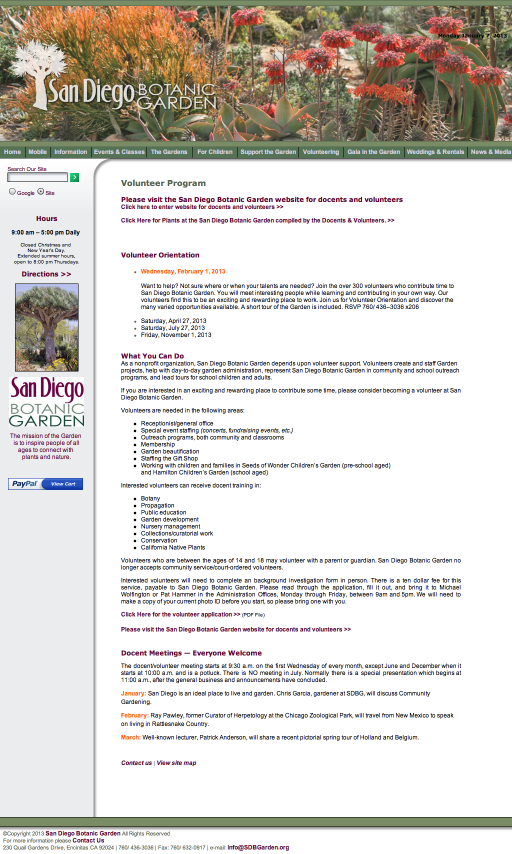 Monday January 7, 2013
San Diego BOTANIC
GARDEN
Home Mobile Information Events & Classes The Gardens For Children Support the Garden Volunteering Gala in the Garden Weddings & Rentals News & Media
Search Our Site
Google Site
Hours
9:00 am – 5:00 pm Daily
Closed Christmas and
New Year's Day.
Extended summer hours,
open to 8:00 pm Thursdays.
Directions >>
San Diego
BOTANIC
GARDEN
The mission of the Garden
is to inspire people of all
ages to connect with
plants and nature.
PayPal View Cart
Volunteer Program
Please visit the San Diego Botanic Garden website for docents and volunteers
Click here to enter website for docents and volunteers >>
Click Here for Plants at the San Diego Botanic Garden compiled by the Docents & Volunteers. >>
Volunteer Orientation
Wednesday, February 1, 2013
Want to help? Not sure where or when your talents are needed? Join the over 300 volunteers who contribute time to
San Diego Botanic Garden. You will meet interesting people while learning and contributing in your own way. Our
volunteers find this to be an exciting and rewarding place to work. Join us for Volunteer Orientation and discover the
many varied opportunities available. A short tour of the Garden is included. RSVP 760/ 436–3036 x206
Saturday, April 27, 2013
Saturday, July 27, 2013
Friday, November 1, 2013
What You Can Do
As a nonprofit organization, San Diego Botanic Garden depends upon volunteer support. Volunteers create and staff Garden
projects, help with day-to-day garden administration, represent San Diego Botanic Garden in community and school outreach
programs, and lead tours for school children and adults.
If you are interested in an exciting and rewarding place to contribute some time, please consider becoming a volunteer at San
Diego Botanic Garden.
Volunteers are needed in the following areas:
Receptionist/general office
Special event staffing (concerts, fundraising events, etc.)
Outreach programs, both community and classrooms
Membership
Garden beautification
Staffing the Gift Shop
Working with children and families in Seeds of Wonder Children's Garden (pre-school aged)
and Hamilton Children's Garden (school aged)
Interested volunteers can receive docent training in:
Botany
Propagation
Public education
Garden development
Nursery management
Collections/curatorial work
Conservation
California Native Plants
Volunteers who are between the ages of 14 and 18 may volunteer with a parent or guardian. San Diego Botanic Garden no
longer accepts community service/court-ordered volunteers.
Interested volunteers will need to complete an background investigation form in person. There is a ten dollar fee for this
service, payable to San Diego Botanic Garden. Please read through the application, fill it out, and bring it to Michael
Wolfington or Pat Hammer in the Administration Offices, Monday through Friday, between 9am and 5pm. We will need to
make a copy of your current photo ID before you start, so please bring one with you.
Click Here for the volunteer application >> (PDF File)
Please visit the San Diego Botanic Garden website for docents and volunteers >>
Docent Meetings — Everyone Welcome
The docent/volunteer meeting starts at 9:30 a.m. on the first Wednesday of every month, except June and December when it
starts at 10:00 a.m. and is a potluck. There is NO meeting in July. Normally there is a special presentation which begins at
11:00 a.m., after the general business and announcements have concluded.
January: San Diego is an ideal place to live and garden. Chris Garcia, gardener at SDBG, will discuss Community
Gardening.
February: Ray Pawley, former Curator of Herpetology at the Chicago Zoological Park, will travel from New Mexico to speak
on living in Rattlesnake Country.
March: Well-known lecturer, Patrick Anderson, will share a recent pictorial spring tour of Holland and Belgium.
Contact us | View site map
©Copyright 2013 San Diego Botanic Garden All Rights Reserved
For more information please Contact Us
230 Quail Gardens Drive, Encinitas CA 92024 | 760/ 436-3036 | Fax: 760/ 632-0917 | e-mail: info@SDBGarden.org